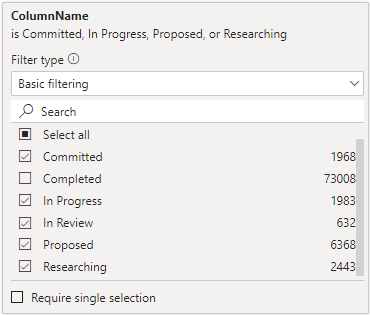 ColumnName
is Committed, In Progress, Proposed, or Researching
Filter type
Basic filtering
Search
Select all
Committed 1968
Completed 73008
In Progress 1983
In Review 632
Proposed 6368
Researching 2443
Require single selection